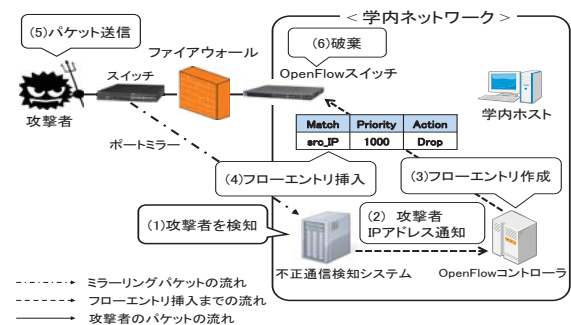 < 学内ネットワーク >
(5)パケット送信
ファイアウォール
(6)破棄
スイッチ
OpenFlowスイッチ
攻撃者
学内ホスト
Match Priority Action
src_IP 1000 Drop
ポートミラー
(4)フローエントリ挿入
(3)フローエントリ作成
(1)攻撃者を検知
(2) 攻撃者
IPアドレス通知
不正通信検知システム
OpenFlowコントローラ
ミラーリングパケットの流れ
フローエントリ挿入までの流れ
攻撃者のパケットの流れ